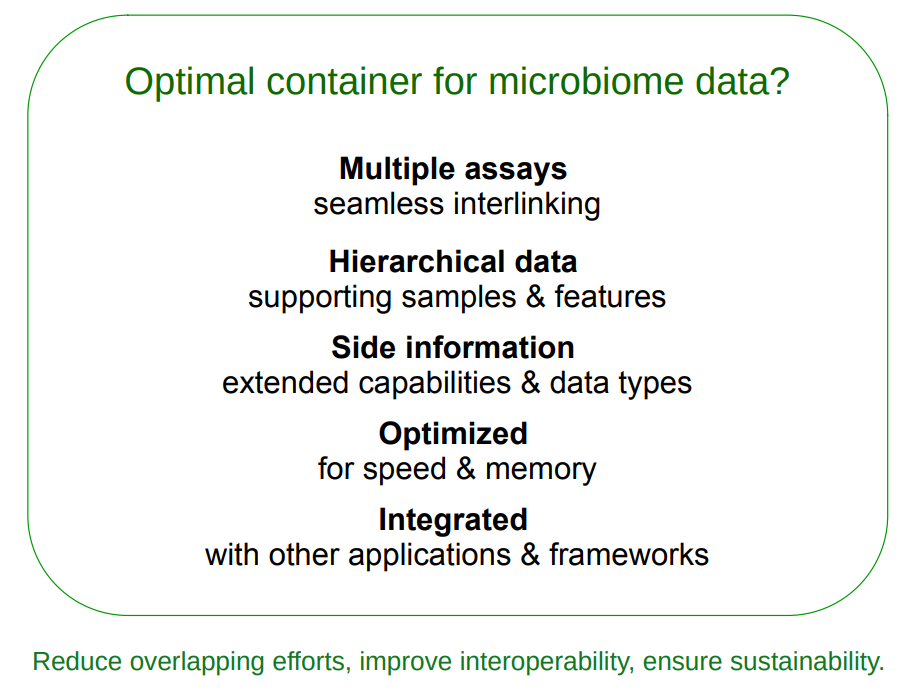 Optimal container for microbiome data?
Multiple assays
seamless interlinking
Hierarchical data
supporting samples & features
Side information
extended capabilities & data types
Optimized
for speed & memory
Integrated
with other applications & frameworks
Reduce overlapping efforts, improve interoperability, ensure sustainability.